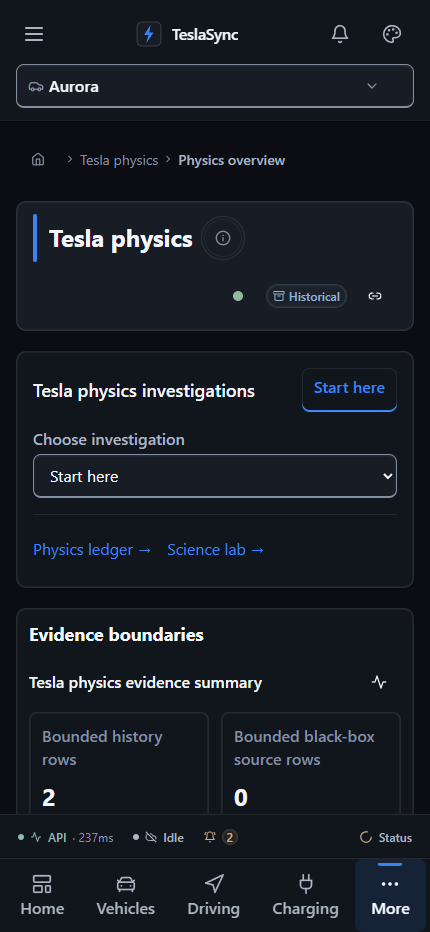 TeslaSync
Aurora
Tesla physics > Physics overview
Tesla physics
Historical
Tesla physics investigations
Start here
Choose investigation
Start here
Physics ledger → Science lab →
Evidence boundaries
Tesla physics evidence summary
Bounded history rows
2
Bounded black-box source rows
0
API · 237ms Idle 2 Status
Home Vehicles Driving Charging More